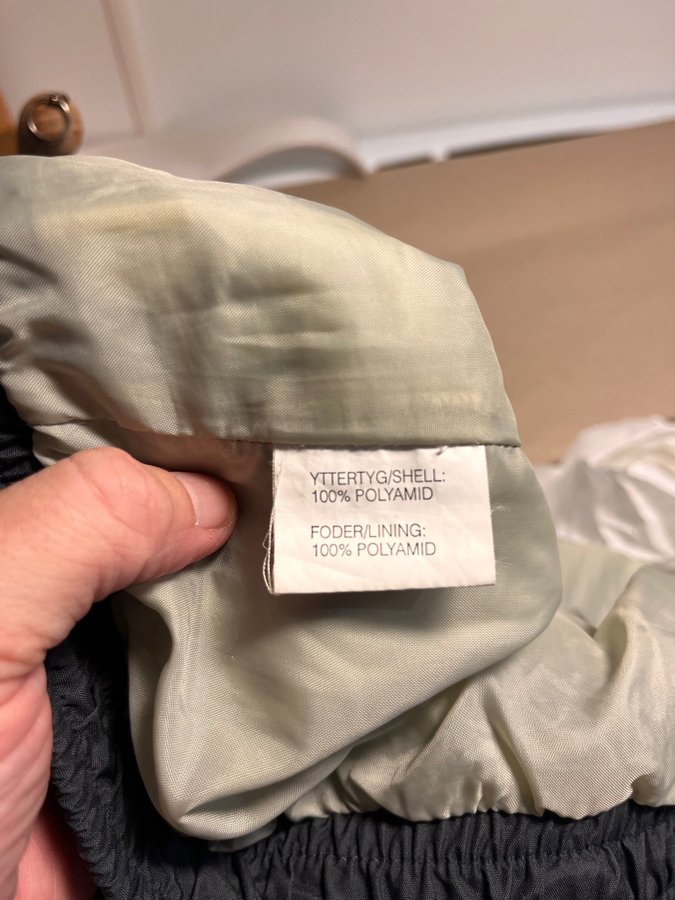 YTTERTYG/SHELL:
100% POLYAMID
FODER/LINING:
100% POLYAMID